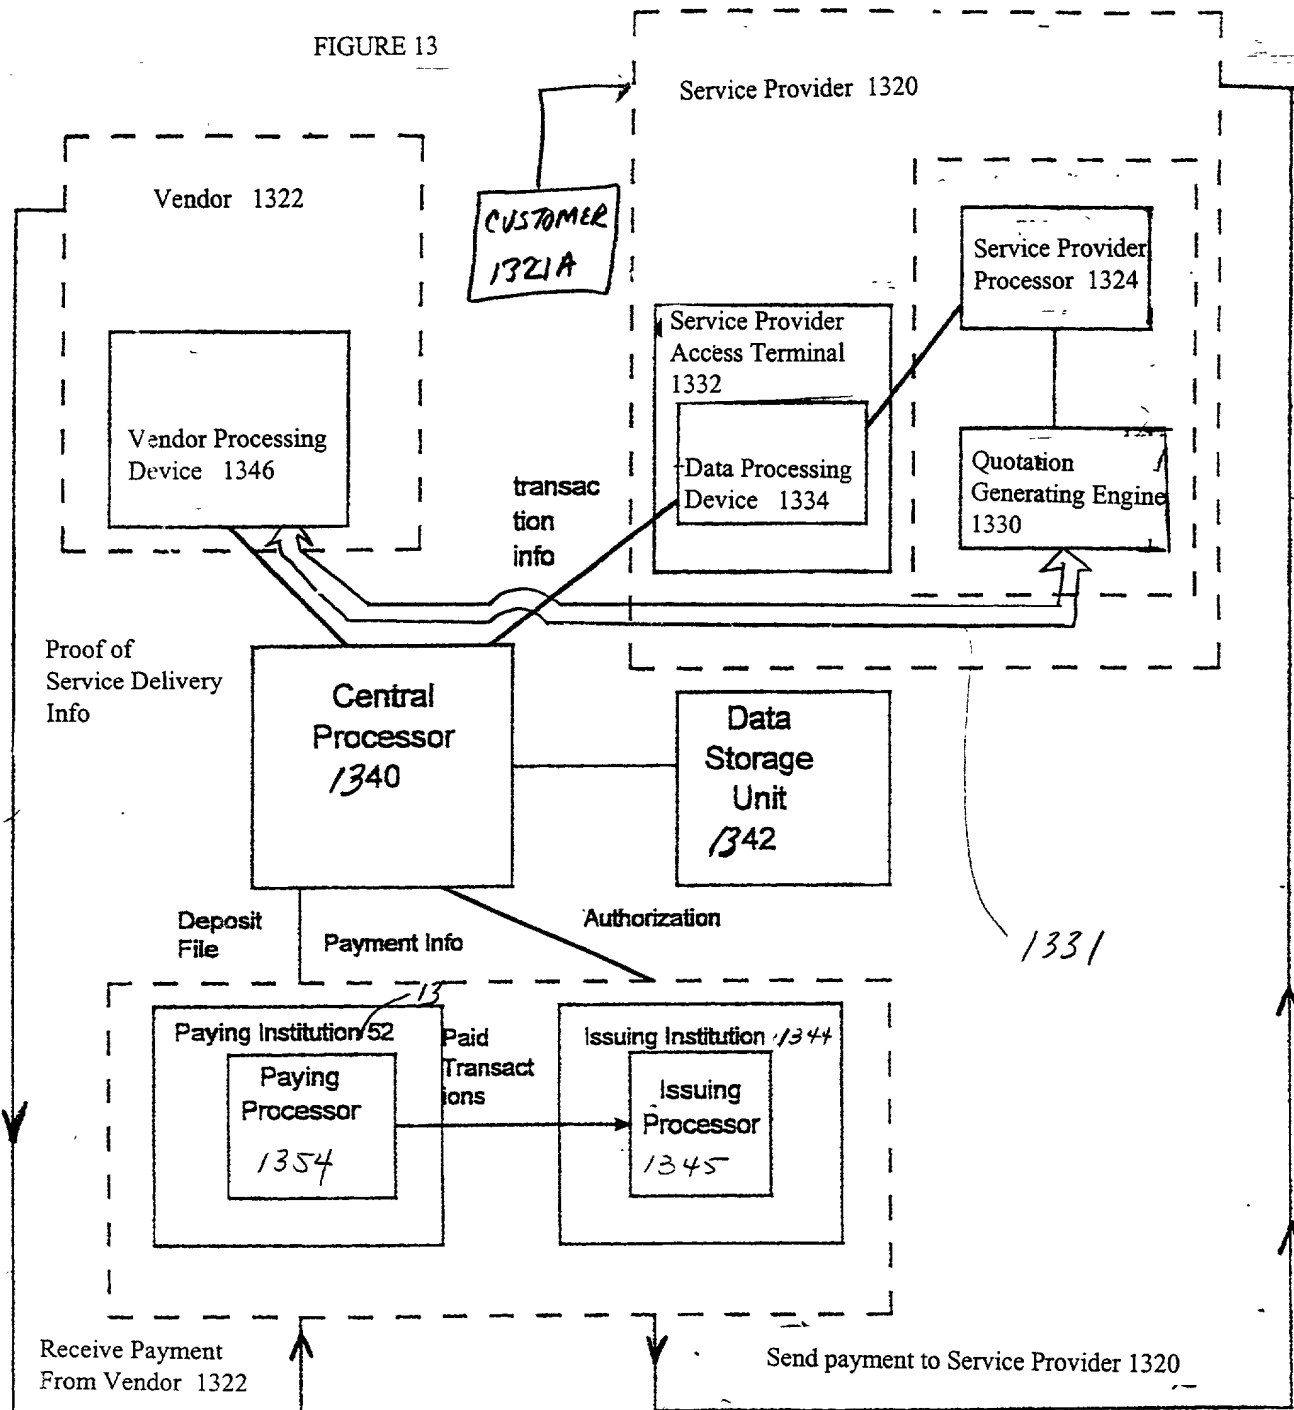 FIGURE 13
Service Provider 1320
Vendor 1322
CUSTOMER
1321A
Service Provider
Processor 1324
Service Provider
Access Terminal
1332
Vendor Processing
Device 1346
Data Processing
Device 1334
Quotation
Generating Engine
1330
transac
tion
info
Proof of
Service Delivery
Info
Central
Processor
1340
Data
Storage
Unit
1342
Deposit
File
Payment Info
Authorization
1331
13
Paying Institution 52
Paid
Transact
ions
Issuing Institution 1344
Paying
Processor
1354
Issuing
Processor
1345
Receive Payment
From Vendor 1322
Send payment to Service Provider 1320